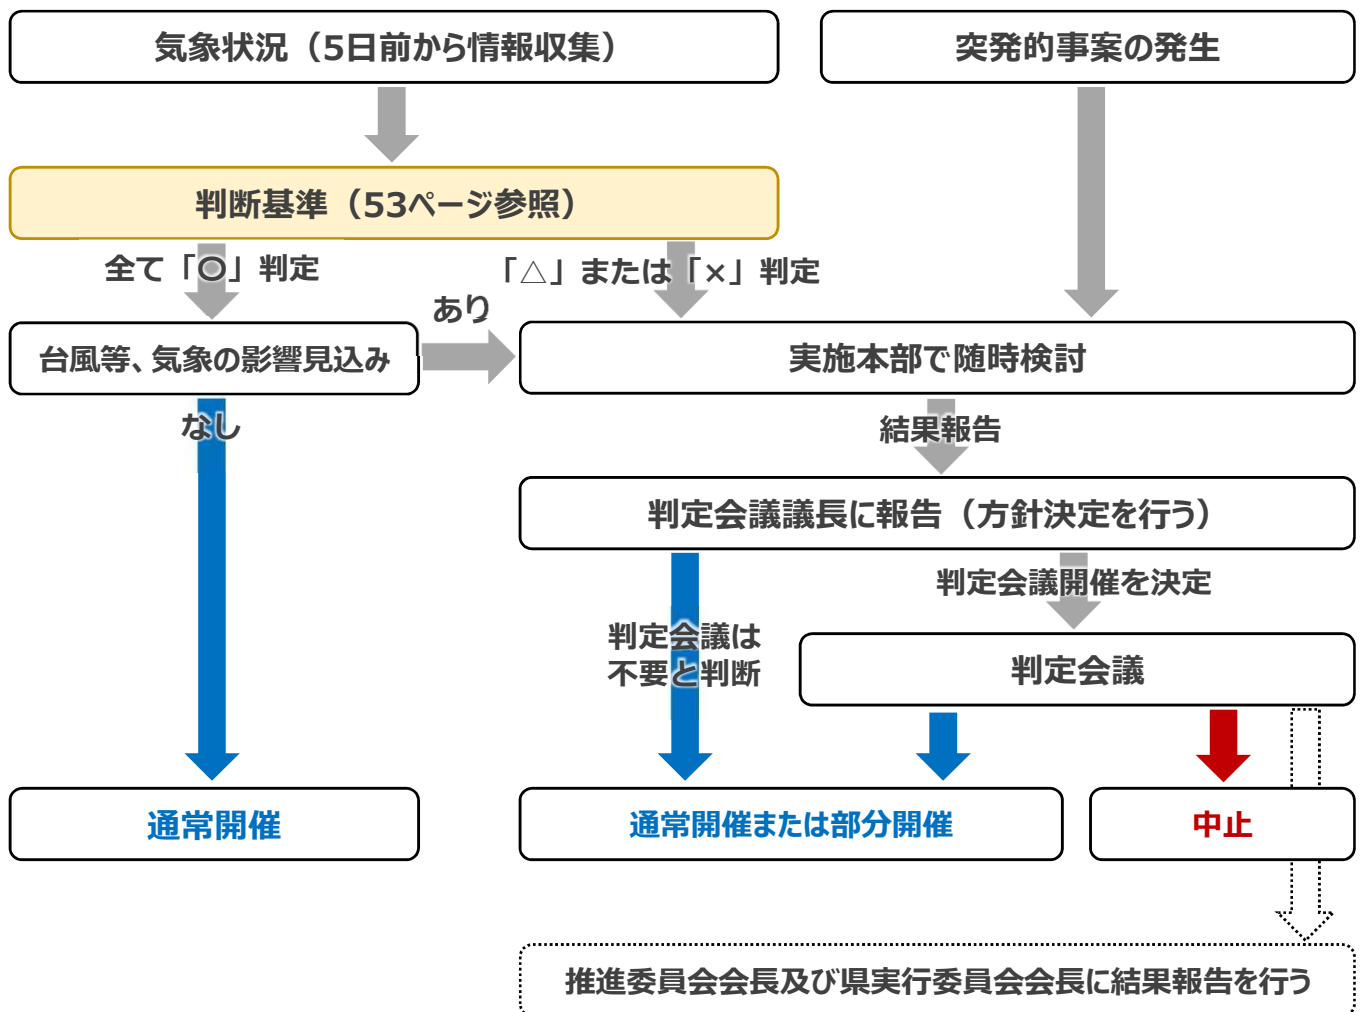 気象状況（5日前から情報収集）
突発的事案の発生
判断基準（53ページ参照）
全て「〇」判定
「△」または「×」判定
あり
台風等、気象の影響見込み
実施本部で随時検討
なし
結果報告
判定会議議長に報告（方針決定を行う）
判定会議開催を決定
判定会議は
不要と判断
判定会議
通常開催
通常開催または部分開催
中止
推進委員会会長及び県実行委員会会長に結果報告を行う